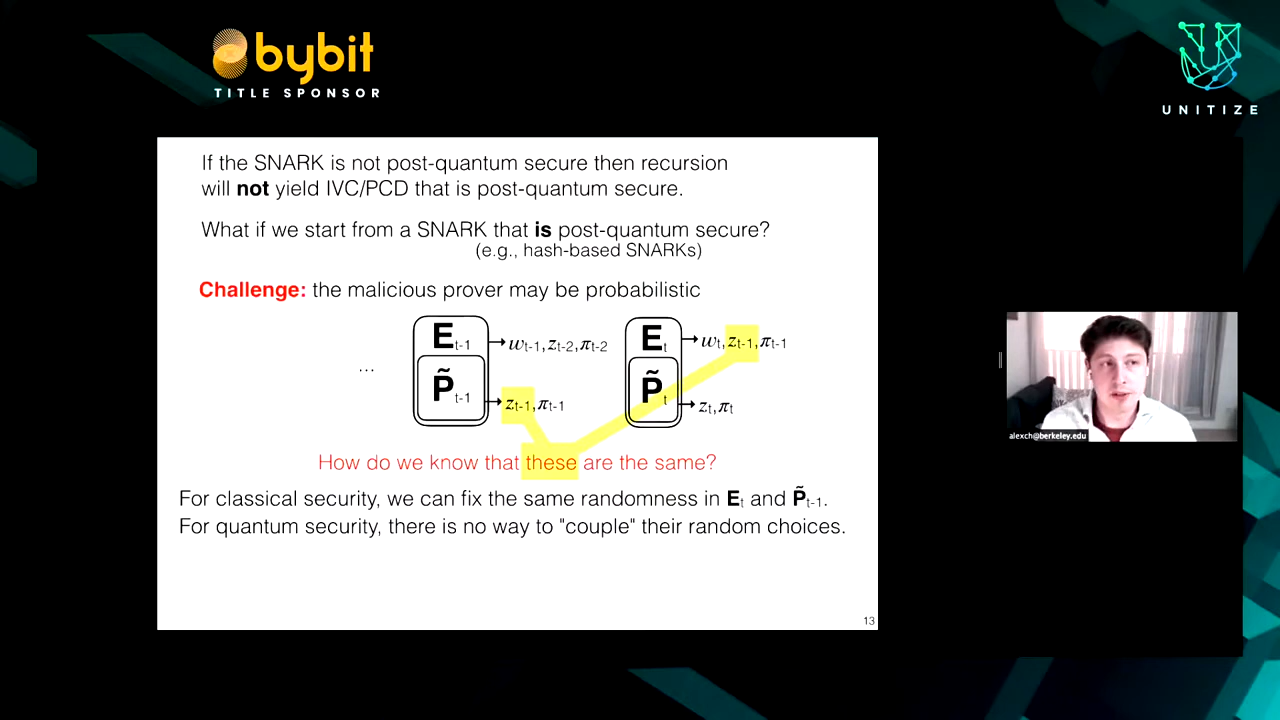 bybit
TITLE SPONSOR
UNITIZE
If the SNARK is not post-quantum secure then recursion
will not yield IVC/PCD that is post-quantum secure.
What if we start from a SNARK that is post-quantum secure?
(e.g., hash-based SNARKs)
Challenge: the malicious prover may be probabilistic
... E t-1 w t-1, z t-2, π t-2 E t w t, z t-1, π t-1
P̃ t-1 z t-1, π t-1 P̃ t z t, π t
How do we know that these are the same?
For classical security, we can fix the same randomness in E t and P̃ t-1.
For quantum security, there is no way to "couple" their random choices.
13
alexch@berkeley.edu